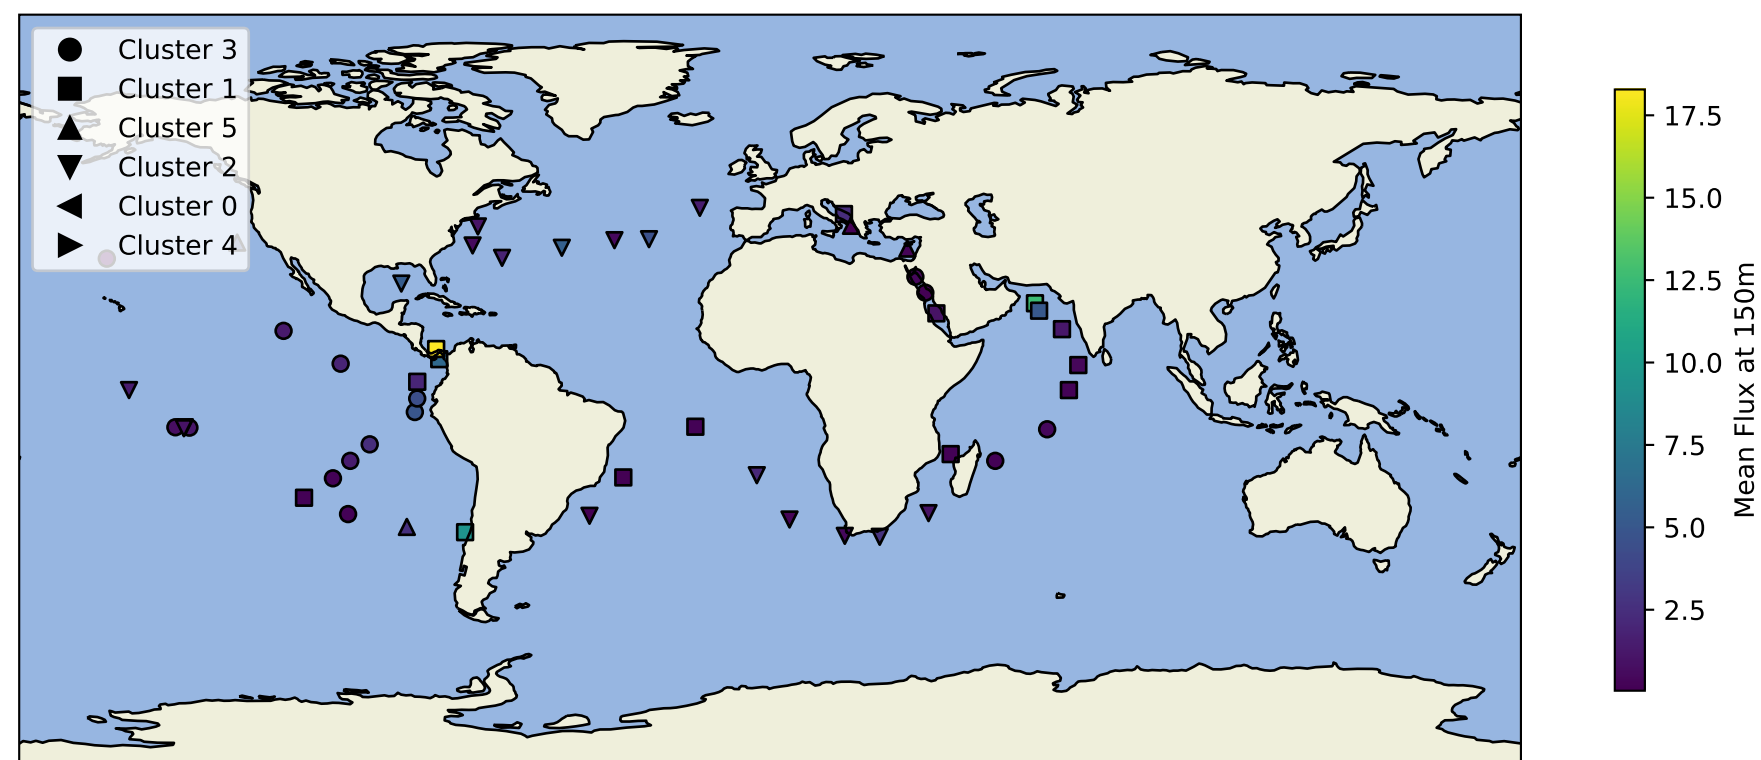 Cluster 3
Cluster 1
Cluster 5
Cluster 2
Cluster 0
Cluster 4
17.5
15.0
12.5
10.0
7.5
5.0
2.5
Mean Flux at 150m